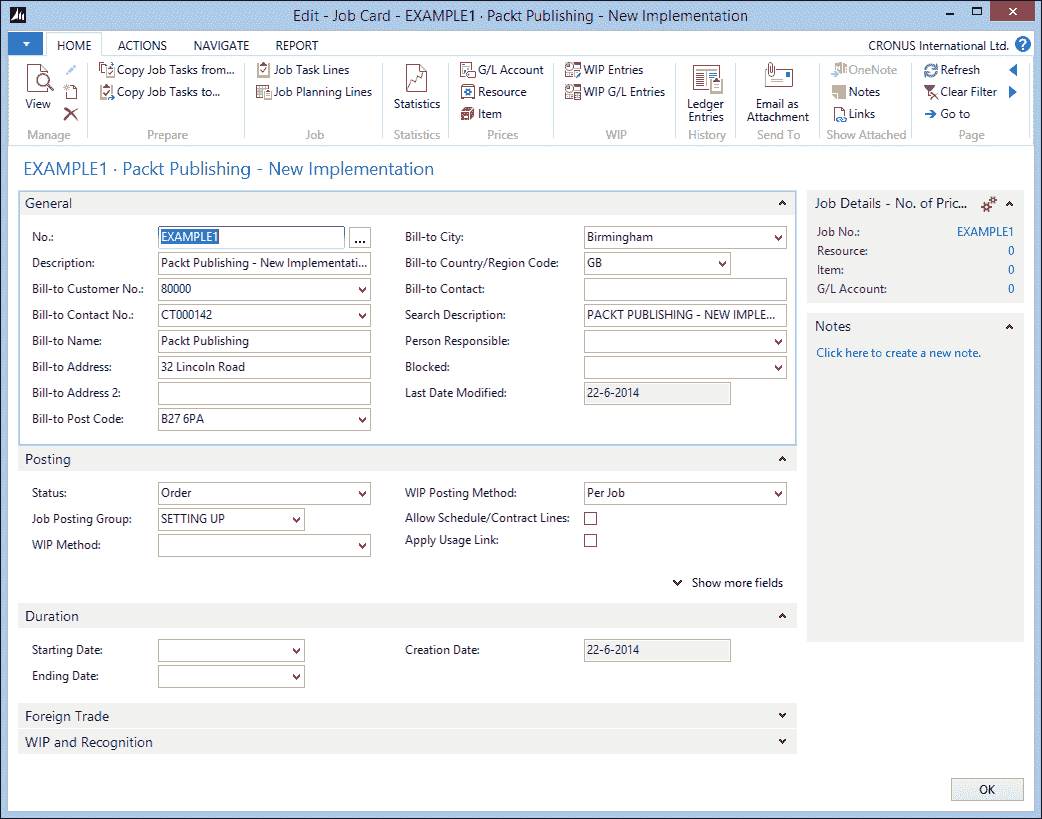 Edit - Job Card - EXAMPLE1 · Packt Publishing - New Implementation
HOME ACTIONS NAVIGATE REPORT CRONUS International Ltd. ?
View
Manage
Copy Job Tasks from...
Copy Job Tasks to...
Prepare
Job Task Lines
Job Planning Lines
Job
Statistics
Statistics
G/L Account
Resource
Item
Prices
WIP Entries
WIP G/L Entries
WIP
Ledger
Entries
History
Email as
Attachment
Send To
OneNote
Notes
Links
Show Attached
Refresh
Clear Filter
Go to
Page
EXAMPLE1 · Packt Publishing - New Implementation
General
No.: EXAMPLE1 ...
Description: Packt Publishing - New Implementati...
Bill-to Customer No.: 80000
Bill-to Contact No.: CT000142
Bill-to Name: Packt Publishing
Bill-to Address: 32 Lincoln Road
Bill-to Address 2:
Bill-to Post Code: B27 6PA
Bill-to City: Birmingham
Bill-to Country/Region Code: GB
Bill-to Contact:
Search Description: PACKT PUBLISHING - NEW IMPLE...
Person Responsible:
Blocked:
Last Date Modified: 22-6-2014
Posting
Status: Order
Job Posting Group: SETTING UP
WIP Method:
WIP Posting Method: Per Job
Allow Schedule/Contract Lines:
Apply Usage Link:
Show more fields
Duration
Starting Date:
Ending Date:
Creation Date: 22-6-2014
Foreign Trade
WIP and Recognition
Job Details - No. of Pric...
Job No.: EXAMPLE1
Resource: 0
Item: 0
G/L Account: 0
Notes
Click here to create a new note.
OK